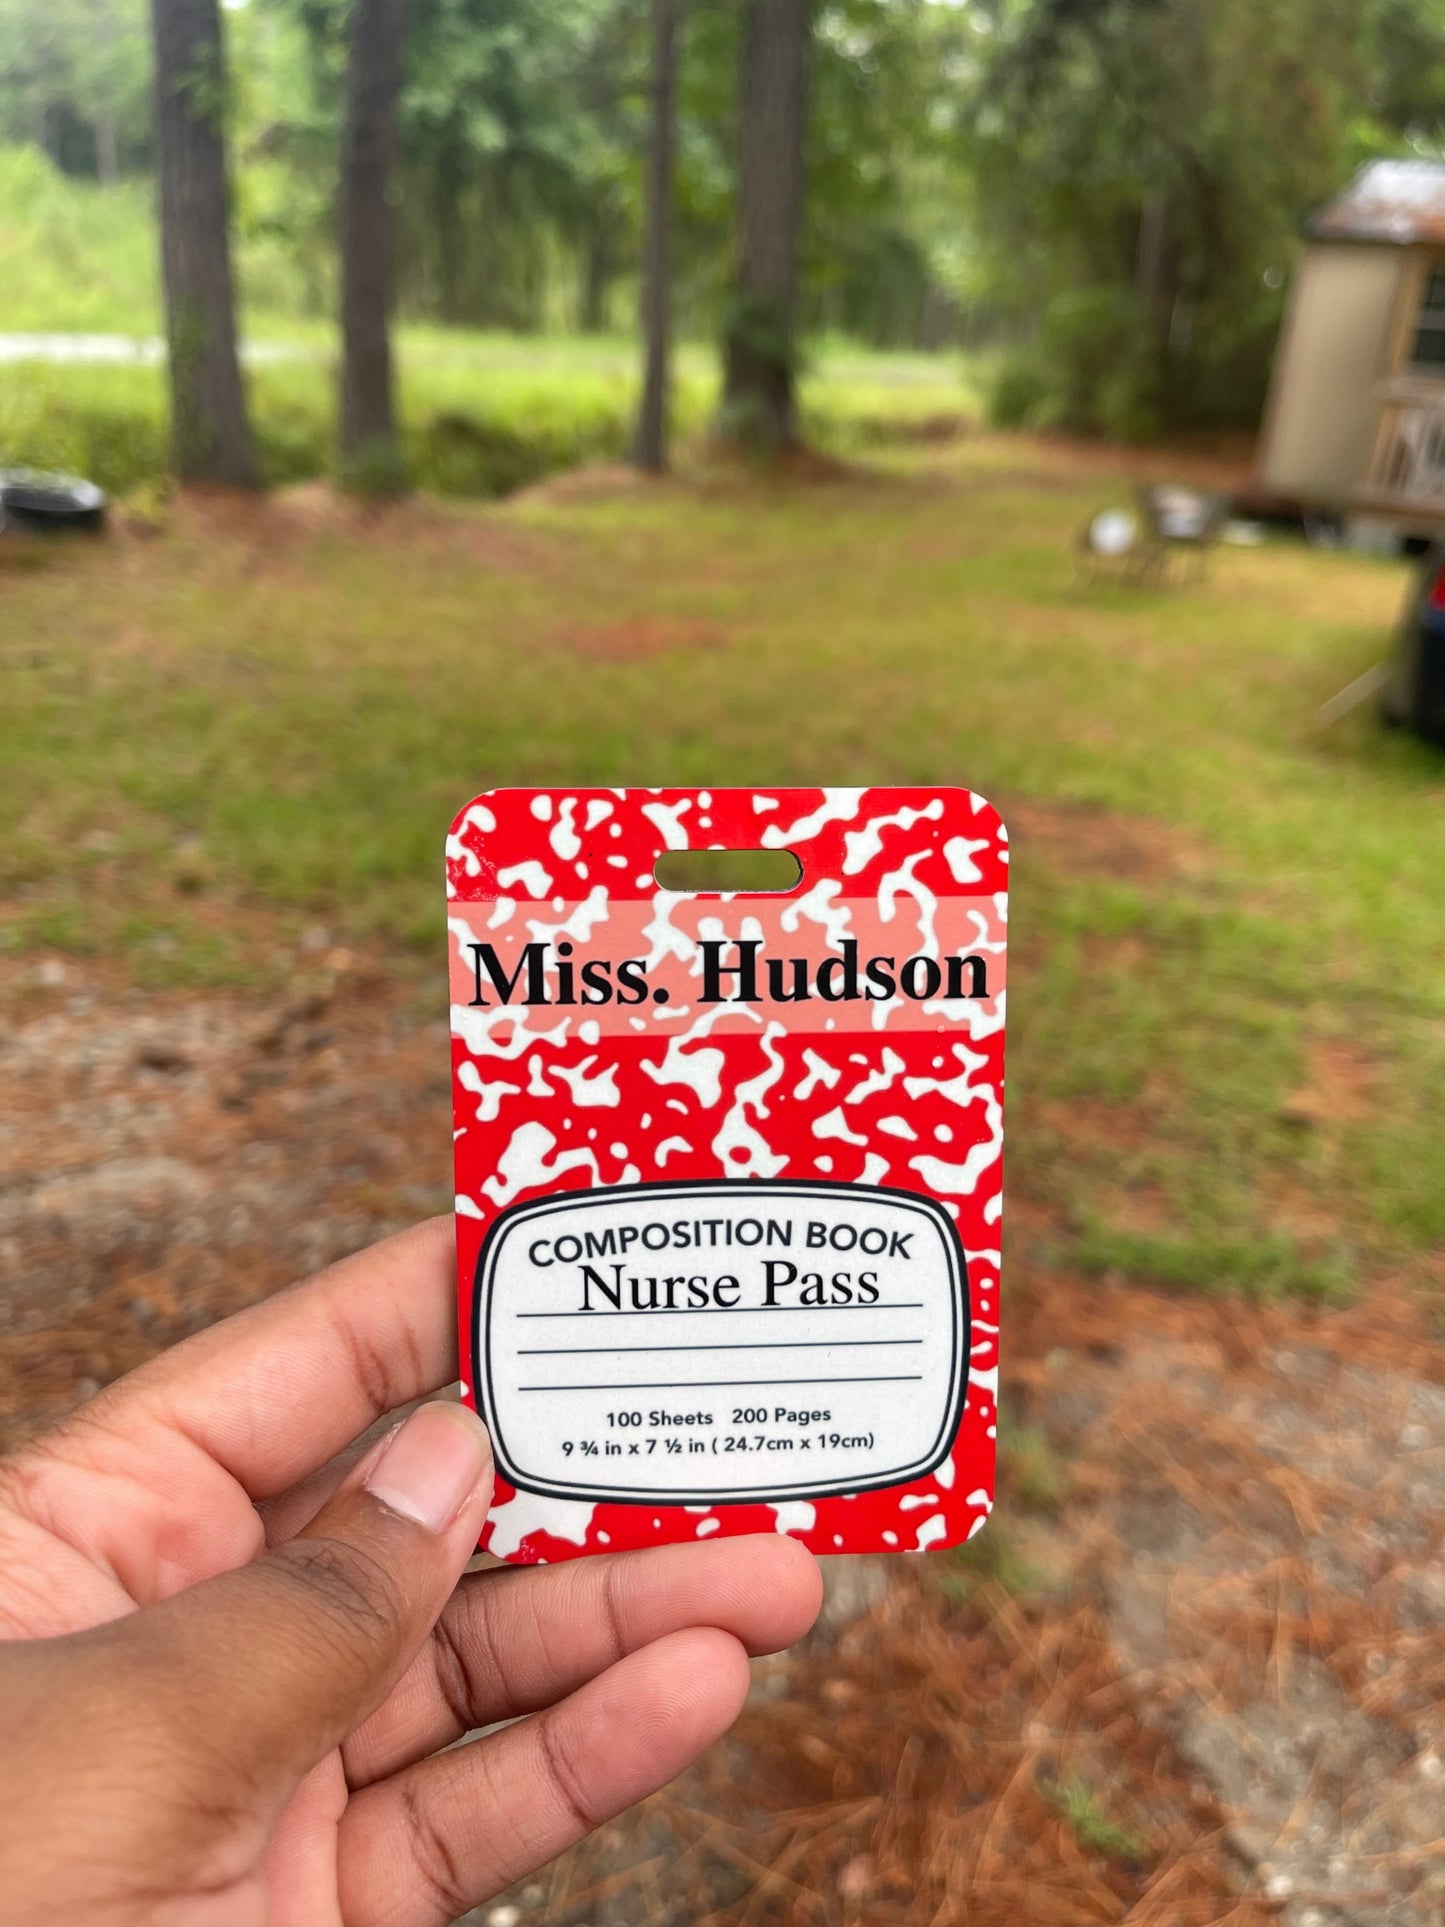 Miss. Hudson
COMPOSITION BOOK
Nurse Pass
100 Sheets 200 Pages
9 ¾ in x 7 ½ in ( 24.7cm x 19cm)